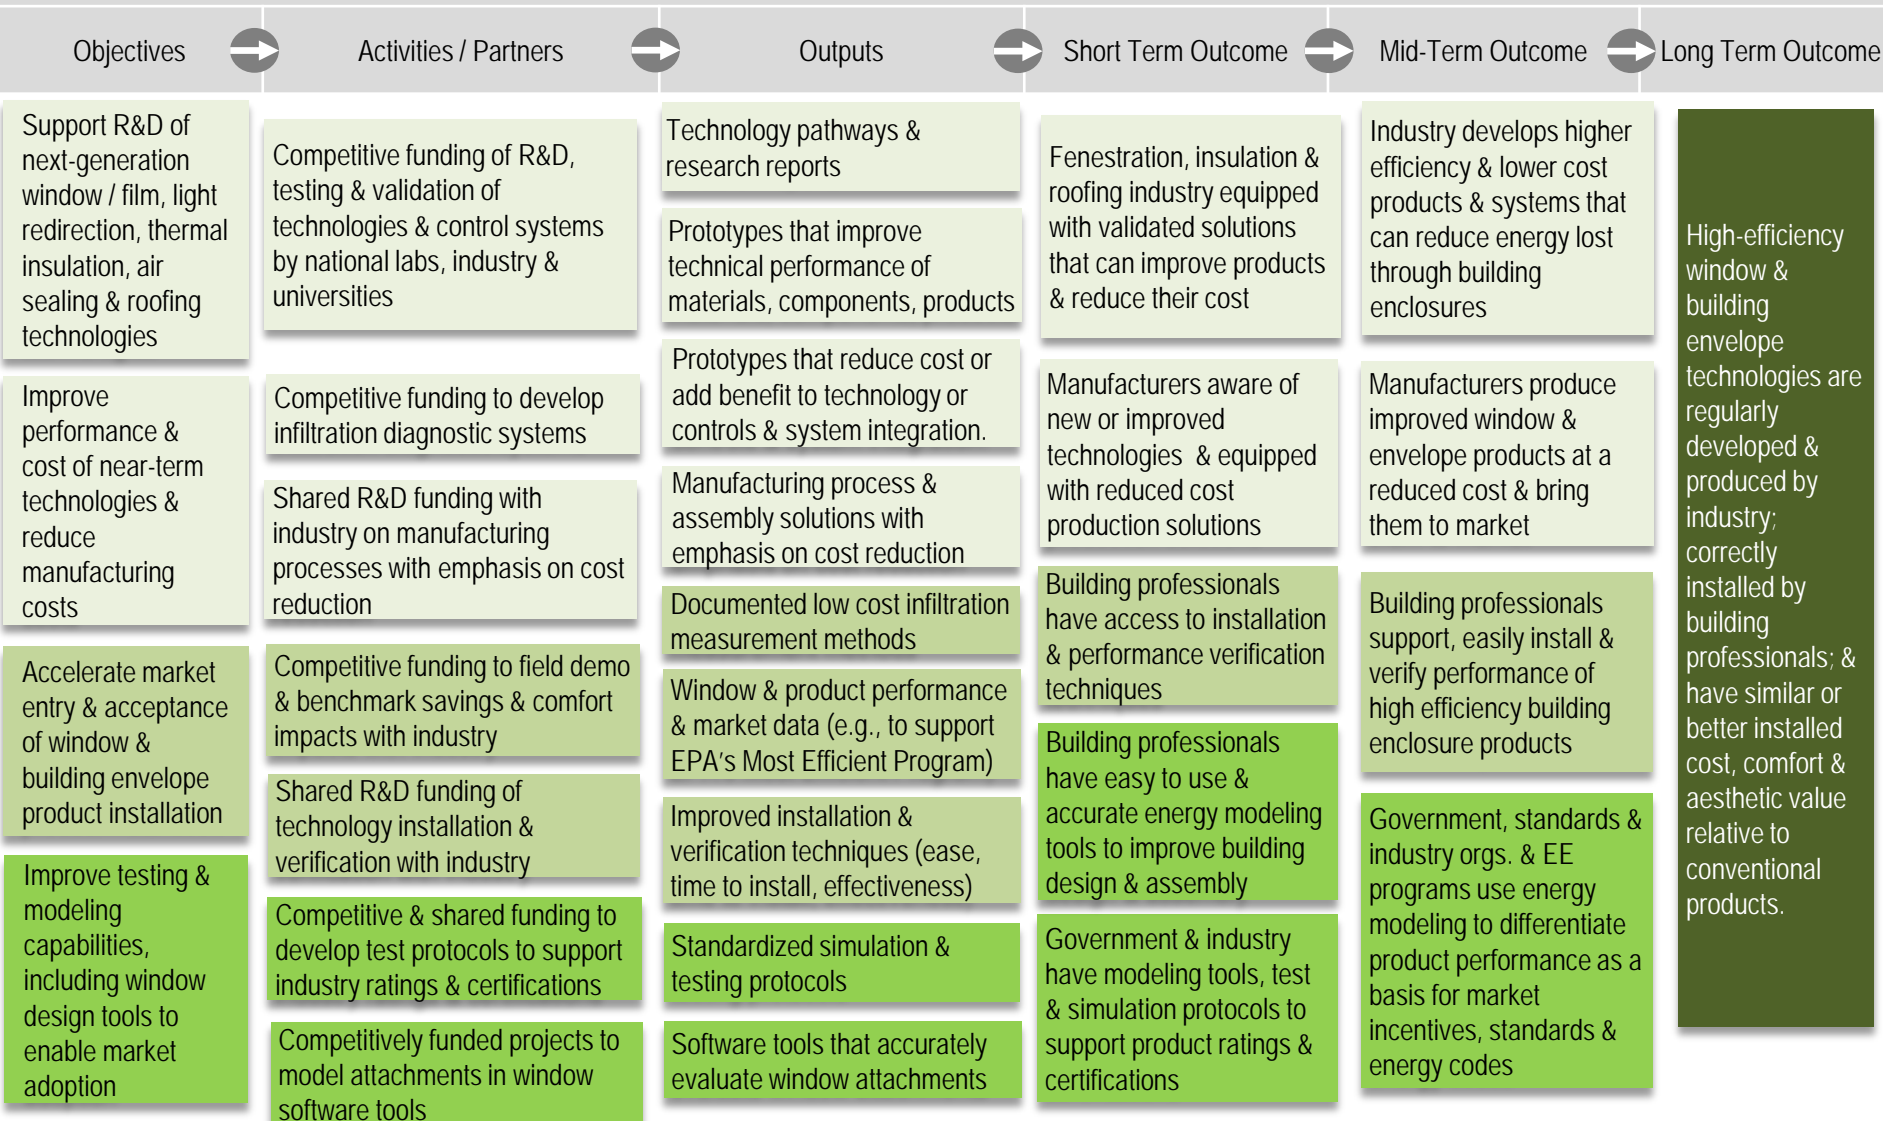 Objectives
Activities / Partners
Outputs
Short Term Outcome
Mid-Term Outcome
Long Term Outcome
Support R&D of
next-generation
window / film, light
redirection, thermal
insulation, air
sealing & roofing
technologies
Improve
performance &
cost of near-term
technologies &
reduce
manufacturing
costs
Accelerate market
entry & acceptance
of window &
building envelope
product installation
Improve testing &
modeling
capabilities,
including window
design tools to
enable market
adoption
Competitive funding of R&D,
testing & validation of
technologies & control systems
by national labs, industry &
universities
Competitive funding to develop
infiltration diagnostic systems
Shared R&D funding with
industry on manufacturing
processes with emphasis on cost
reduction
Competitive funding to field demo
& benchmark savings & comfort
impacts with industry
Shared R&D funding of
technology installation &
verification with industry
Competitive & shared funding to
develop test protocols to support
industry ratings & certifications
Competitively funded projects to
model attachments in window
software tools
Technology pathways &
research reports
Prototypes that improve
technical performance of
materials, components, products
Prototypes that reduce cost or
add benefit to technology or
controls & system integration.
Manufacturing process &
assembly solutions with
emphasis on cost reduction
Documented low cost infiltration
measurement methods
Window & product performance
& market data (e.g., to support
EPA's Most Efficient Program)
Improved installation &
verification techniques (ease,
time to install, effectiveness)
Standardized simulation &
testing protocols
Software tools that accurately
evaluate window attachments
Fenestration, insulation &
roofing industry equipped
with validated solutions
that can improve products
& reduce their cost
Manufacturers aware of
new or improved
technologies & equipped
with reduced cost
production solutions
Building professionals
have access to installation
& performance verification
techniques
Building professionals
have easy to use &
accurate energy modeling
tools to improve building
design & assembly
Government & industry
have modeling tools, test
& simulation protocols to
support product ratings &
certifications
Industry develops higher
efficiency & lower cost
products & systems that
can reduce energy lost
through building
enclosures
Manufacturers produce
improved window &
envelope products at a
reduced cost & bring
them to market
Building professionals
support, easily install &
verify performance of
high efficiency building
enclosure products
Government, standards &
industry orgs. & EE
programs use energy
modeling to differentiate
product performance as a
basis for market
incentives, standards &
energy codes
High-efficiency
window &
building
envelope
technologies are
regularly
developed &
produced by
industry;
correctly
installed by
building
professionals; &
have similar or
better installed
cost, comfort &
aesthetic value
relative to
conventional
products.